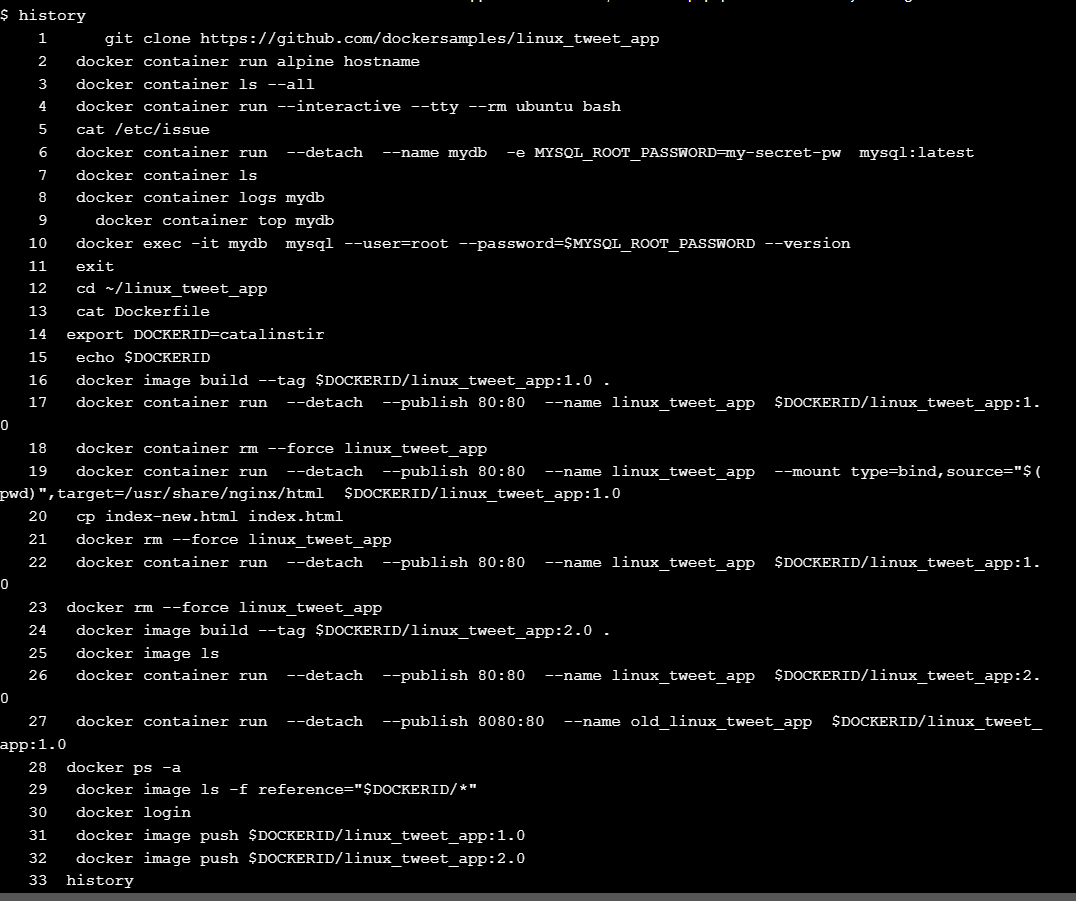 $ history
    1      git clone https://github.com/dockersamples/linux_tweet_app
    2   docker container run alpine hostname
    3   docker container ls --all
    4   docker container run --interactive --tty --rm ubuntu bash
    5   cat /etc/issue
    6   docker container run  --detach  --name mydb  -e MYSQL_ROOT_PASSWORD=my-secret-pw  mysql:latest
    7   docker container ls
    8   docker container logs mydb
    9     docker container top mydb
   10   docker exec -it mydb  mysql --user=root --password=$MYSQL_ROOT_PASSWORD --version
   11   exit
   12   cd ~/linux_tweet_app
   13   cat Dockerfile
   14  export DOCKERID=catalinstir
   15   echo $DOCKERID
   16   docker image build --tag $DOCKERID/linux_tweet_app:1.0 .
   17   docker container run  --detach  --publish 80:80  --name linux_tweet_app  $DOCKERID/linux_tweet_app:1.
0
   18   docker container rm --force linux_tweet_app
   19   docker container run  --detach  --publish 80:80  --name linux_tweet_app  --mount type=bind,source="$(
pwd)",target=/usr/share/nginx/html  $DOCKERID/linux_tweet_app:1.0
   20   cp index-new.html index.html
   21   docker rm --force linux_tweet_app
   22   docker container run  --detach  --publish 80:80  --name linux_tweet_app  $DOCKERID/linux_tweet_app:1.
0
   23  docker rm --force linux_tweet_app
   24   docker image build --tag $DOCKERID/linux_tweet_app:2.0 .
   25   docker image ls
   26   docker container run  --detach  --publish 80:80  --name linux_tweet_app  $DOCKERID/linux_tweet_app:2.
0
   27   docker container run  --detach  --publish 8080:80  --name old_linux_tweet_app  $DOCKERID/linux_tweet_
app:1.0
   28  docker ps -a
   29   docker image ls -f reference="$DOCKERID/*"
   30   docker login
   31   docker image push $DOCKERID/linux_tweet_app:1.0
   32   docker image push $DOCKERID/linux_tweet_app:2.0
   33  history